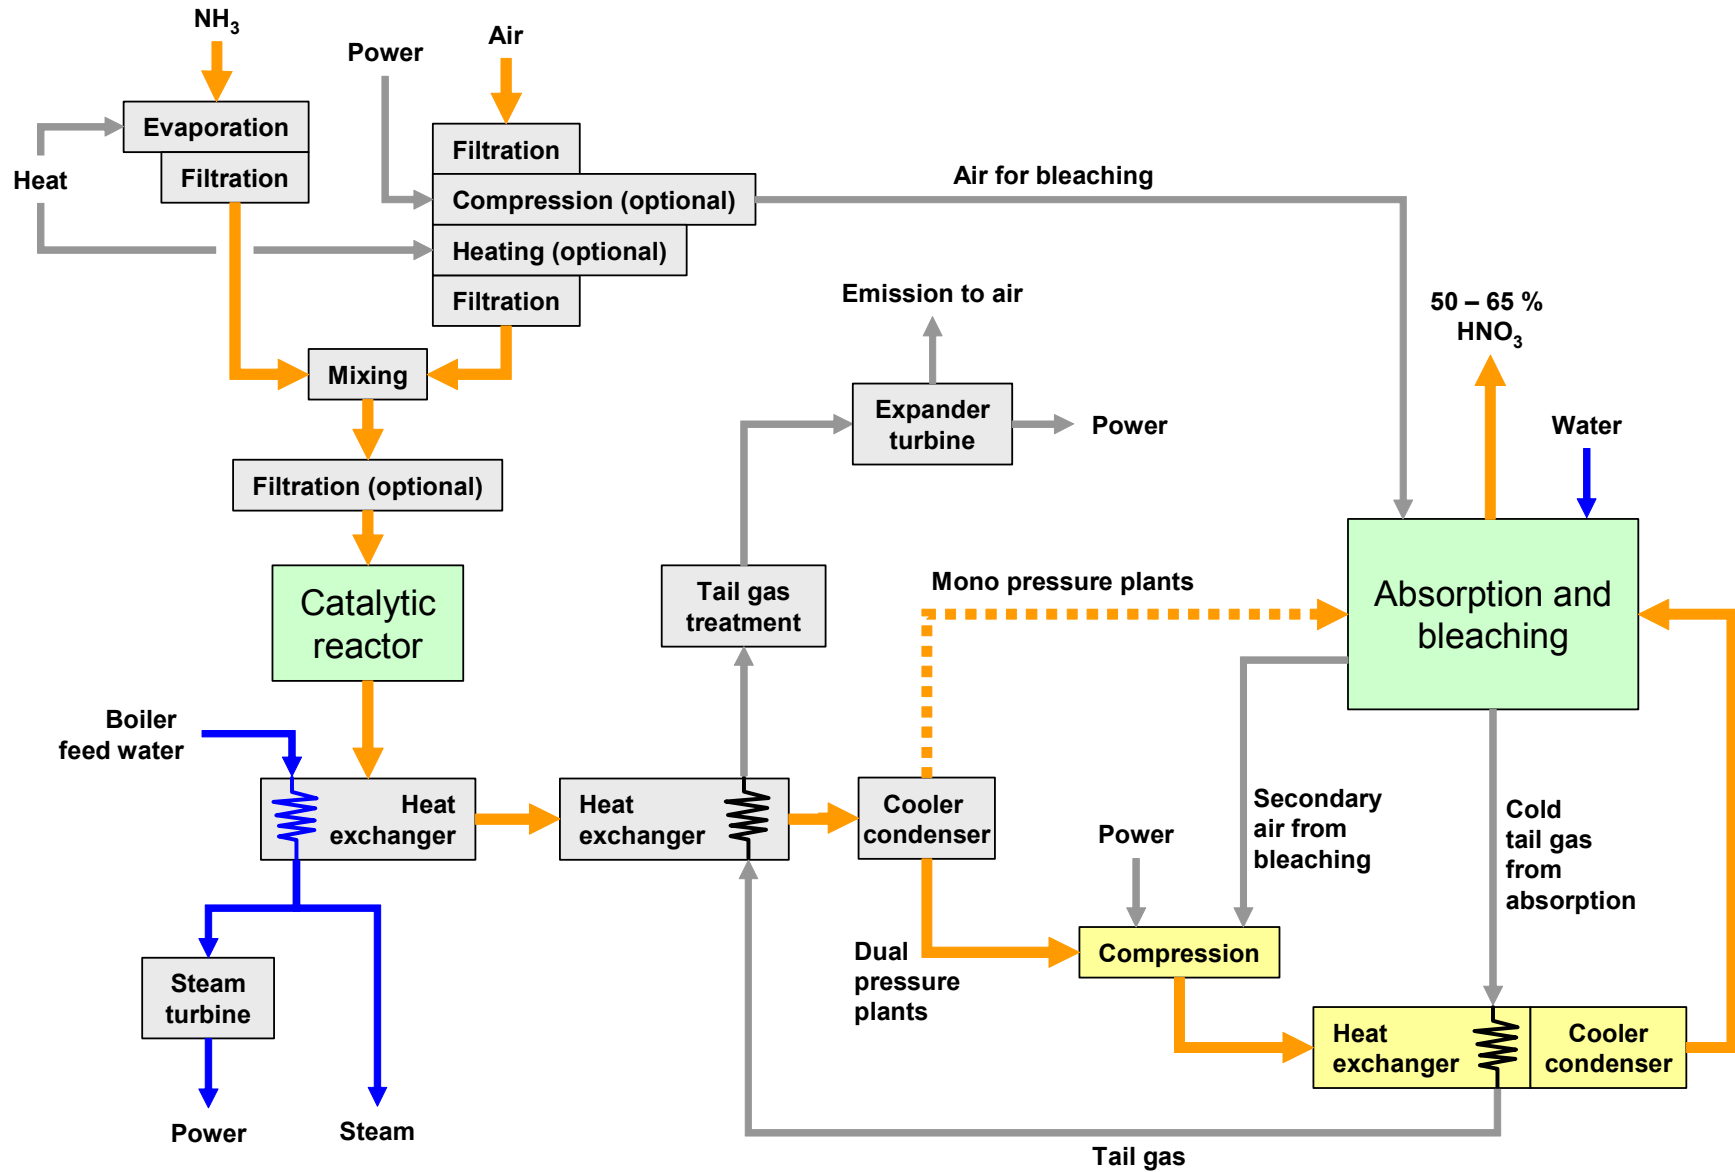 NH₃
Air
Power
Evaporation
Filtration
Filtration
Heat
Air for bleaching
Compression (optional)
Heating (optional)
Filtration
Emission to air
50 – 65 %
HNO₃
Mixing
Expander
turbine
Power
Water
Filtration (optional)
Mono pressure plants
Tail gas
treatment
Catalytic
reactor
Absorption and
bleaching
Boiler
feed water
Heat
exchanger
Heat
exchanger
Cooler
condenser
Power
Secondary
air from
bleaching
Cold
tail gas
from
absorption
Dual
pressure
plants
Compression
Steam
turbine
Heat
exchanger
Cooler
condenser
Power
Steam
Tail gas